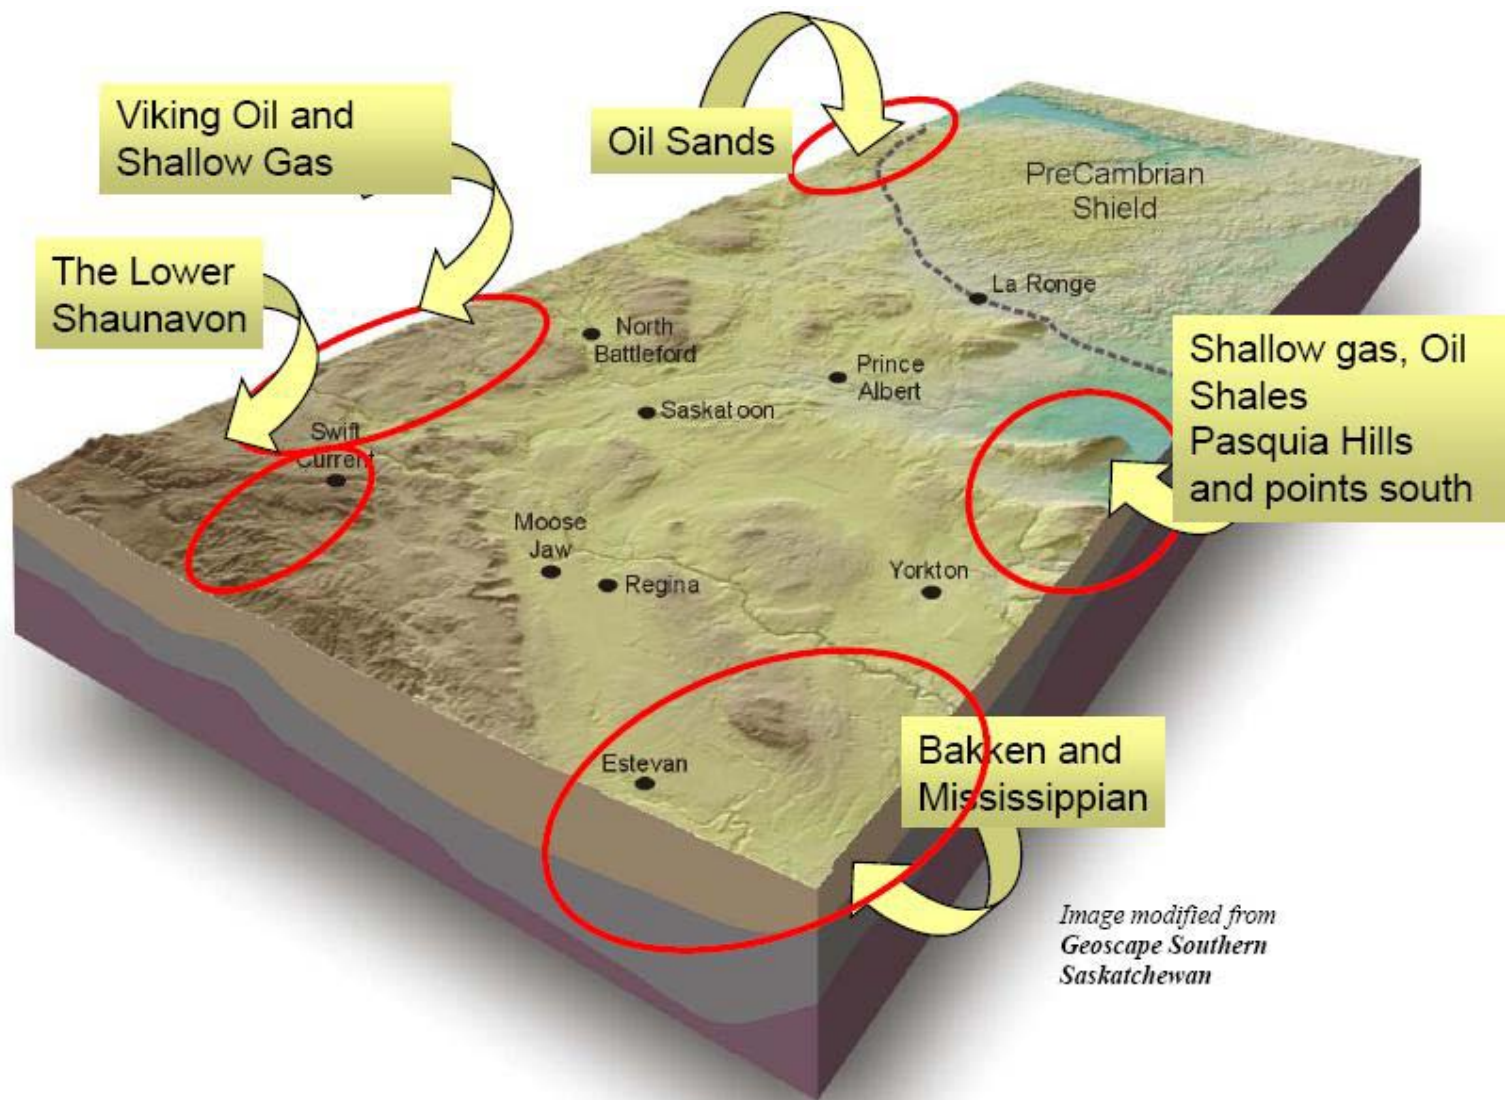 Viking Oil and
Shallow Gas
Oil Sands
PreCambrian
Shield
The Lower
Shaunavon
La Ronge
North
Battleford
Prince
Albert
Shallow gas, Oil
Shales
Pasquia Hills
and points south
Saskatoon
Swift
Current
Moose
Jaw
Regina
Yorkton
Estevan
Bakken and
Mississippian
Image modified from
Geoscape Southern
Saskatchewan